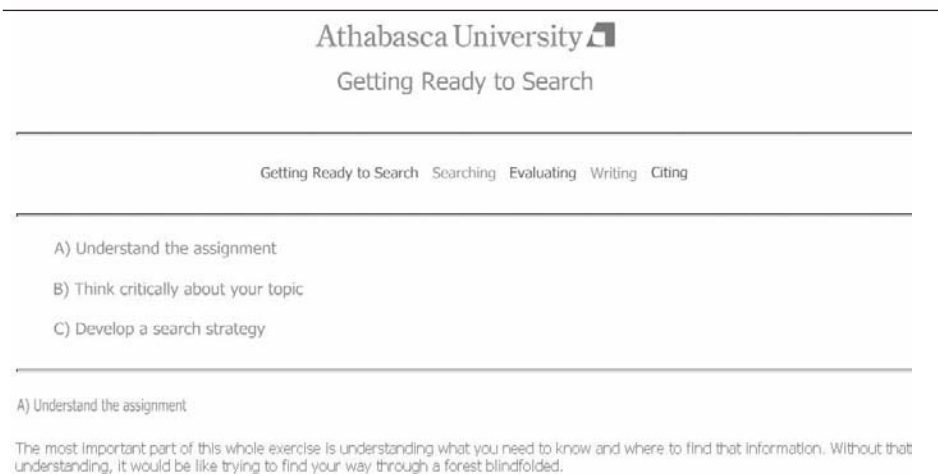 Athabasca University
Getting Ready to Search
Getting Ready to Search Searching Evaluating Writing Citing
A) Understand the assignment
B) Think critically about your topic
C) Develop a search strategy
A) Understand the assignment
The most important part of this whole exercise is understanding what you need to know and where to find that information. Without that
understanding, it would be like trying to find your way through a forest blindfolded.